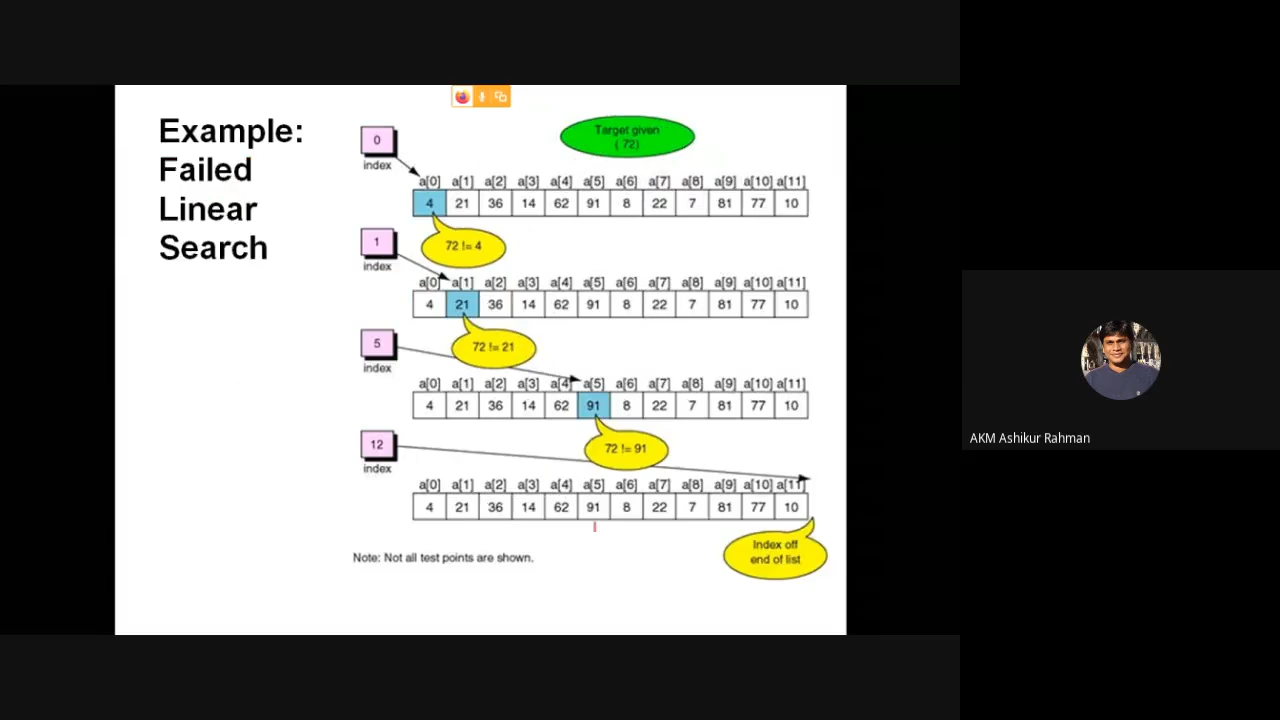 Example:
Failed
Linear
Search
Target given
( 72)
0
index
a[0] a[1] a[2] a[3] a[4] a[5] a[6] a[7] a[8] a[9] a[10] a[11]
4 21 36 14 62 91 8 22 7 81 77 10
72 != 4
1
index
a[0] a[1] a[2] a[3] a[4] a[5] a[6] a[7] a[8] a[9] a[10] a[11]
4 21 36 14 62 91 8 22 7 81 77 10
72 != 21
5
index
a[0] a[1] a[2] a[3] a[4] a[5] a[6] a[7] a[8] a[9] a[10] a[11]
4 21 36 14 62 91 8 22 7 81 77 10
72 != 91
12
index
a[0] a[1] a[2] a[3] a[4] a[5] a[6] a[7] a[8] a[9] a[10] a[11]
4 21 36 14 62 91 8 22 7 81 77 10
Index off
end of list
Note: Not all test points are shown.
AKM Ashikur Rahman